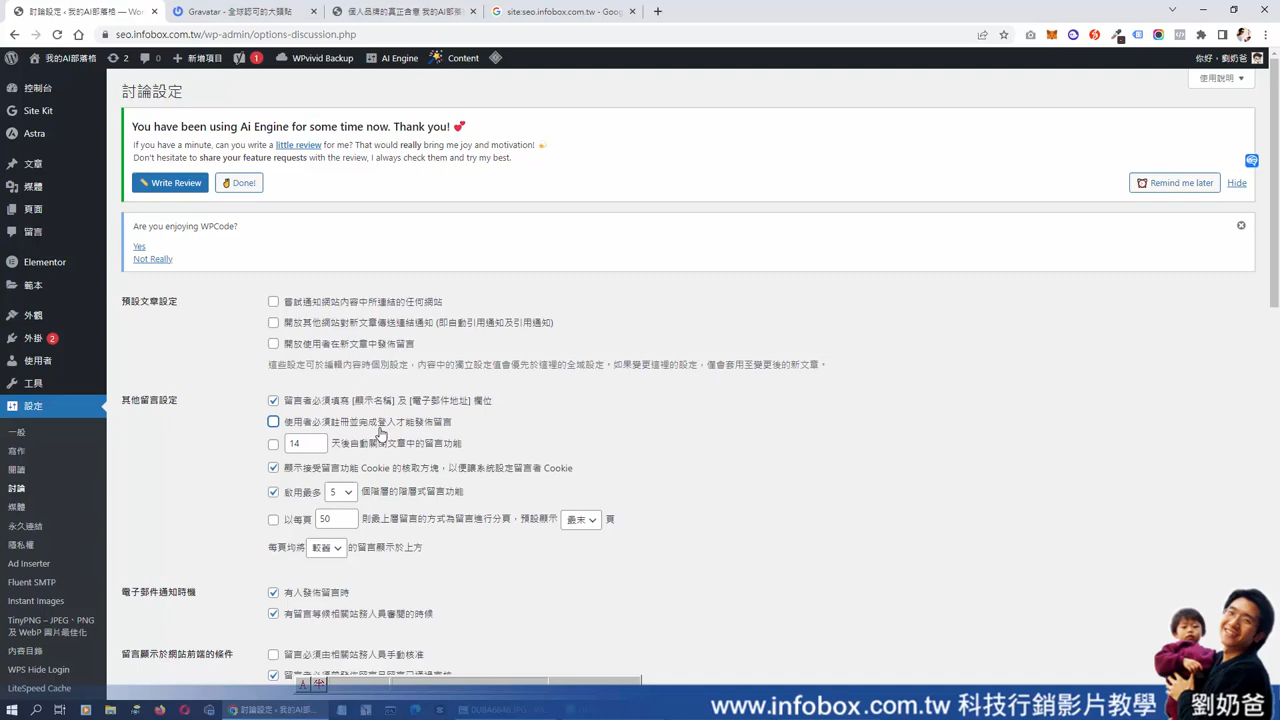 討論設定 ‹ 我的AI部落格 — Wo
Gravatar - 全球認可的大頭貼
個人品牌的真正含意 我的AI部落
site:seo.infobox.com.tw - Goog
seo.infobox.com.tw/wp-admin/options-discussion.php
我的AI部落格
2
0
新增項目
1
WPvivid Backup
AI Engine
Content
你好，劉奶爸
控制台
Site Kit
Astra
文章
媒體
頁面
留言
Elementor
範本
外觀
外掛 2
使用者
工具
設定
一般
寫作
閱讀
討論
媒體
永久連結
隱私權
Ad Inserter
Fluent SMTP
Instant Images
TinyPNG – JPEG、PNG
及 WebP 圖片最佳化
內容目錄
WPS Hide Login
LiteSpeed Cache
討論設定
使用說明 ▼
You have been using Ai Engine for some time now. Thank you! 💕
If you have a minute, can you write a little review for me? That would really bring me joy and motivation!
Don't hesitate to share your feature requests with the review, I always check them and try my best.
Write Review
Done!
Remind me later
Hide
Are you enjoying WPCode?
Yes
Not Really
預設文章設定
嘗試通知網站內容中所連結的任何網站
開放其他網站對新文章傳送連結通知 (即自動引用通知及引用通知)
開放使用者在新文章中發佈留言
這些設定可於編輯內容時個別設定，內容中的獨立設定值會優先於這裡的全域設定。如果變更這裡的設定，僅會套用至變更後的新文章。
其他留言設定
留言者必須填寫 [顯示名稱] 及 [電子郵件地址] 欄位
使用者必須註冊並完成登入才能發佈留言
14 天後自動關閉文章中的留言功能
顯示接受留言功能 Cookie 的核取方塊，以便讓系統設定留言者 Cookie
啟用最多 5 個階層的階層式留言功能
以每頁 50 則最上層留言的方式為留言進行分頁，預設顯示 最末 頁
每頁均將 較舊 的留言顯示於上方
電子郵件通知時機
有人發佈留言時
有留言等候相關站務人員審閱的時候
留言顯示於網站前端的條件
留言必須由相關站務人員手動核准
討論設定 ‹ 我的AI部...
0U8A6646.JPG
www.infobox.com.tw 科技行銷影片教學
劉奶爸